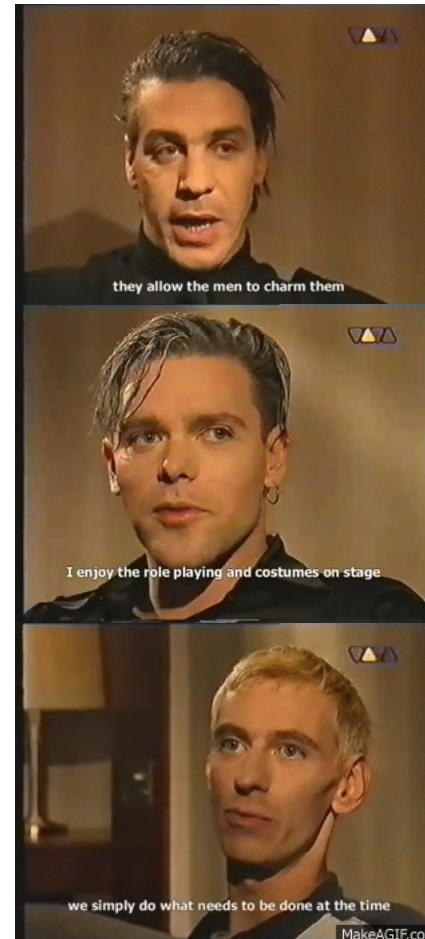 VIVA
they allow the men to charm them
VIVA
I enjoy the role playing and costumes on stage
VIVA
we simply do what needs to be done at the time
MakeAGIF.co